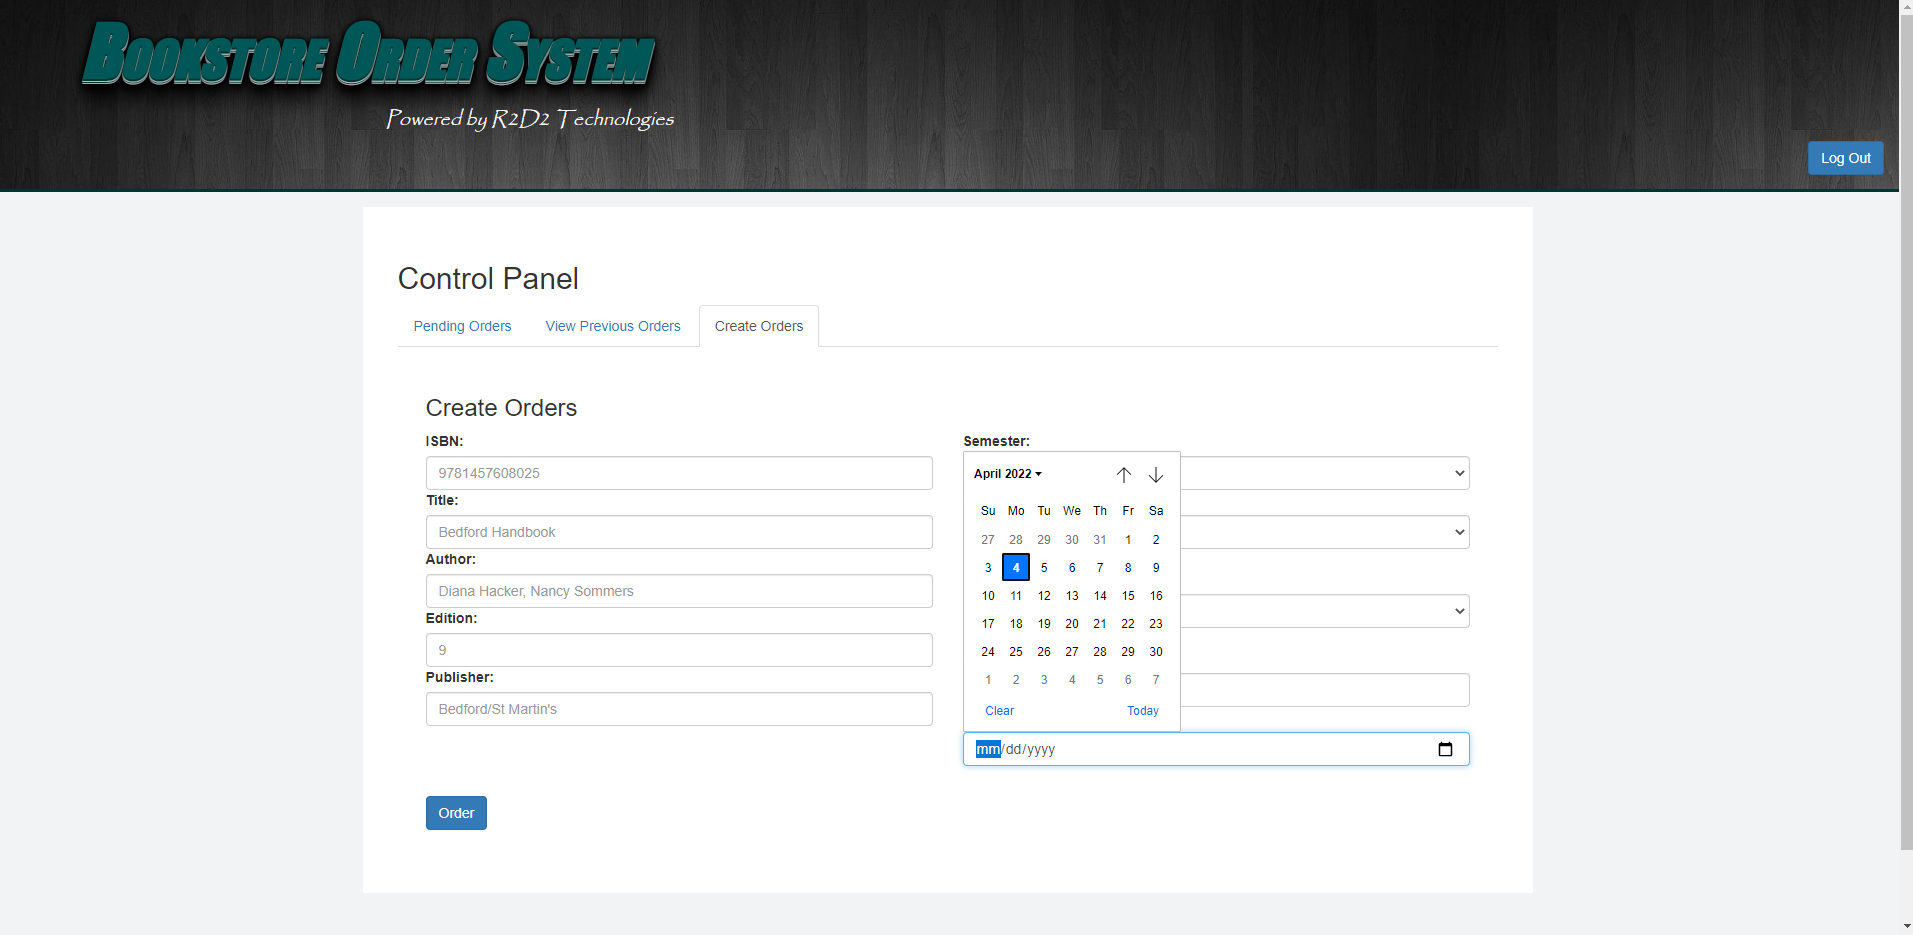 Bookstore Order System
Powered by R2D2 Technologies
Log Out
Control Panel
Pending Orders
View Previous Orders
Create Orders
Create Orders
ISBN:
9781457608025
Title:
Bedford Handbook
Author:
Diana Hacker, Nancy Sommers
Edition:
9
Publisher:
Bedford/St Martin's
Order
Semester:
April 2022
Su Mo Tu We Th Fr Sa
27 28 29 30 31 1 2
3 4 5 6 7 8 9
10 11 12 13 14 15 16
17 18 19 20 21 22 23
24 25 26 27 28 29 30
1 2 3 4 5 6 7
Clear Today
mm/dd/yyyy